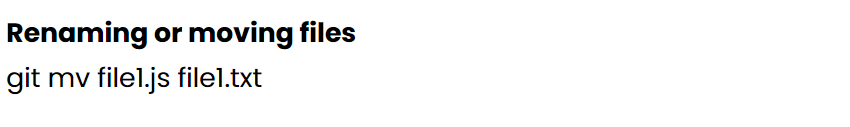 Renaming or moving files
git mv file1.js file1.txt